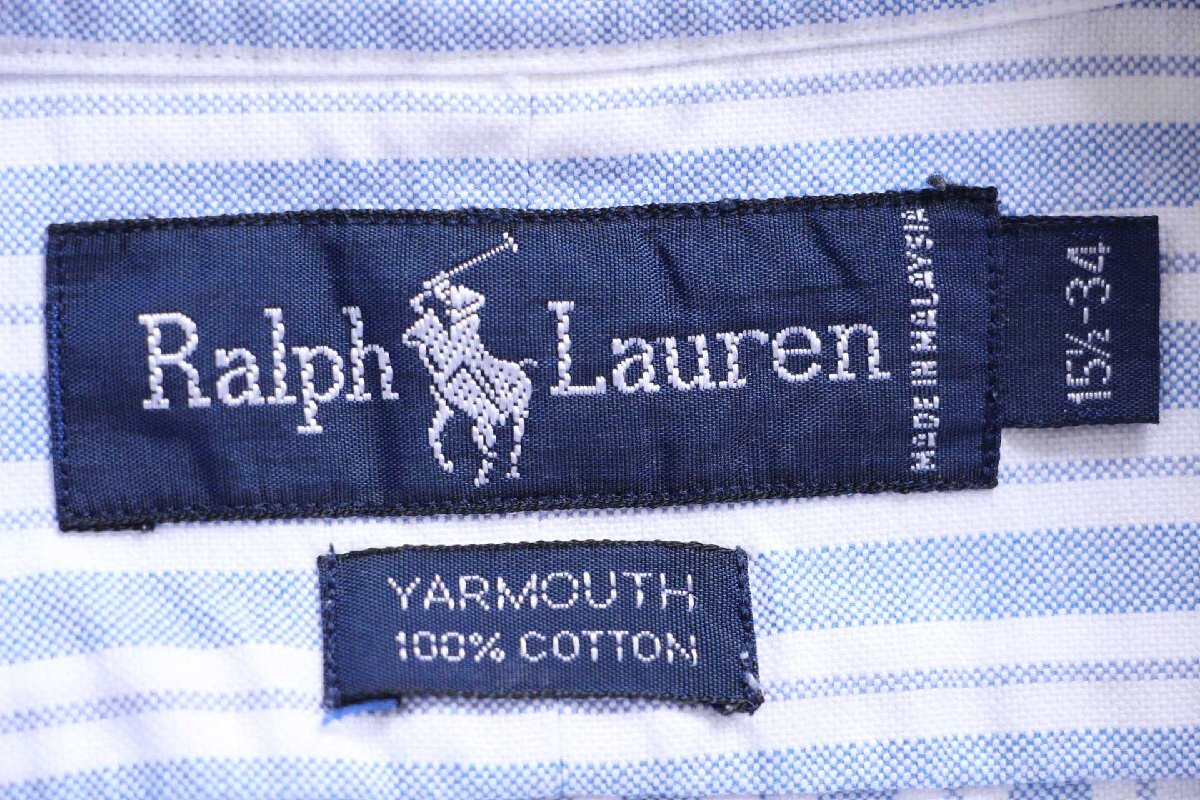 Ralph Lauren
MADE IN MALAYSIA
15½-34
YARMOUTH
100% COTTON